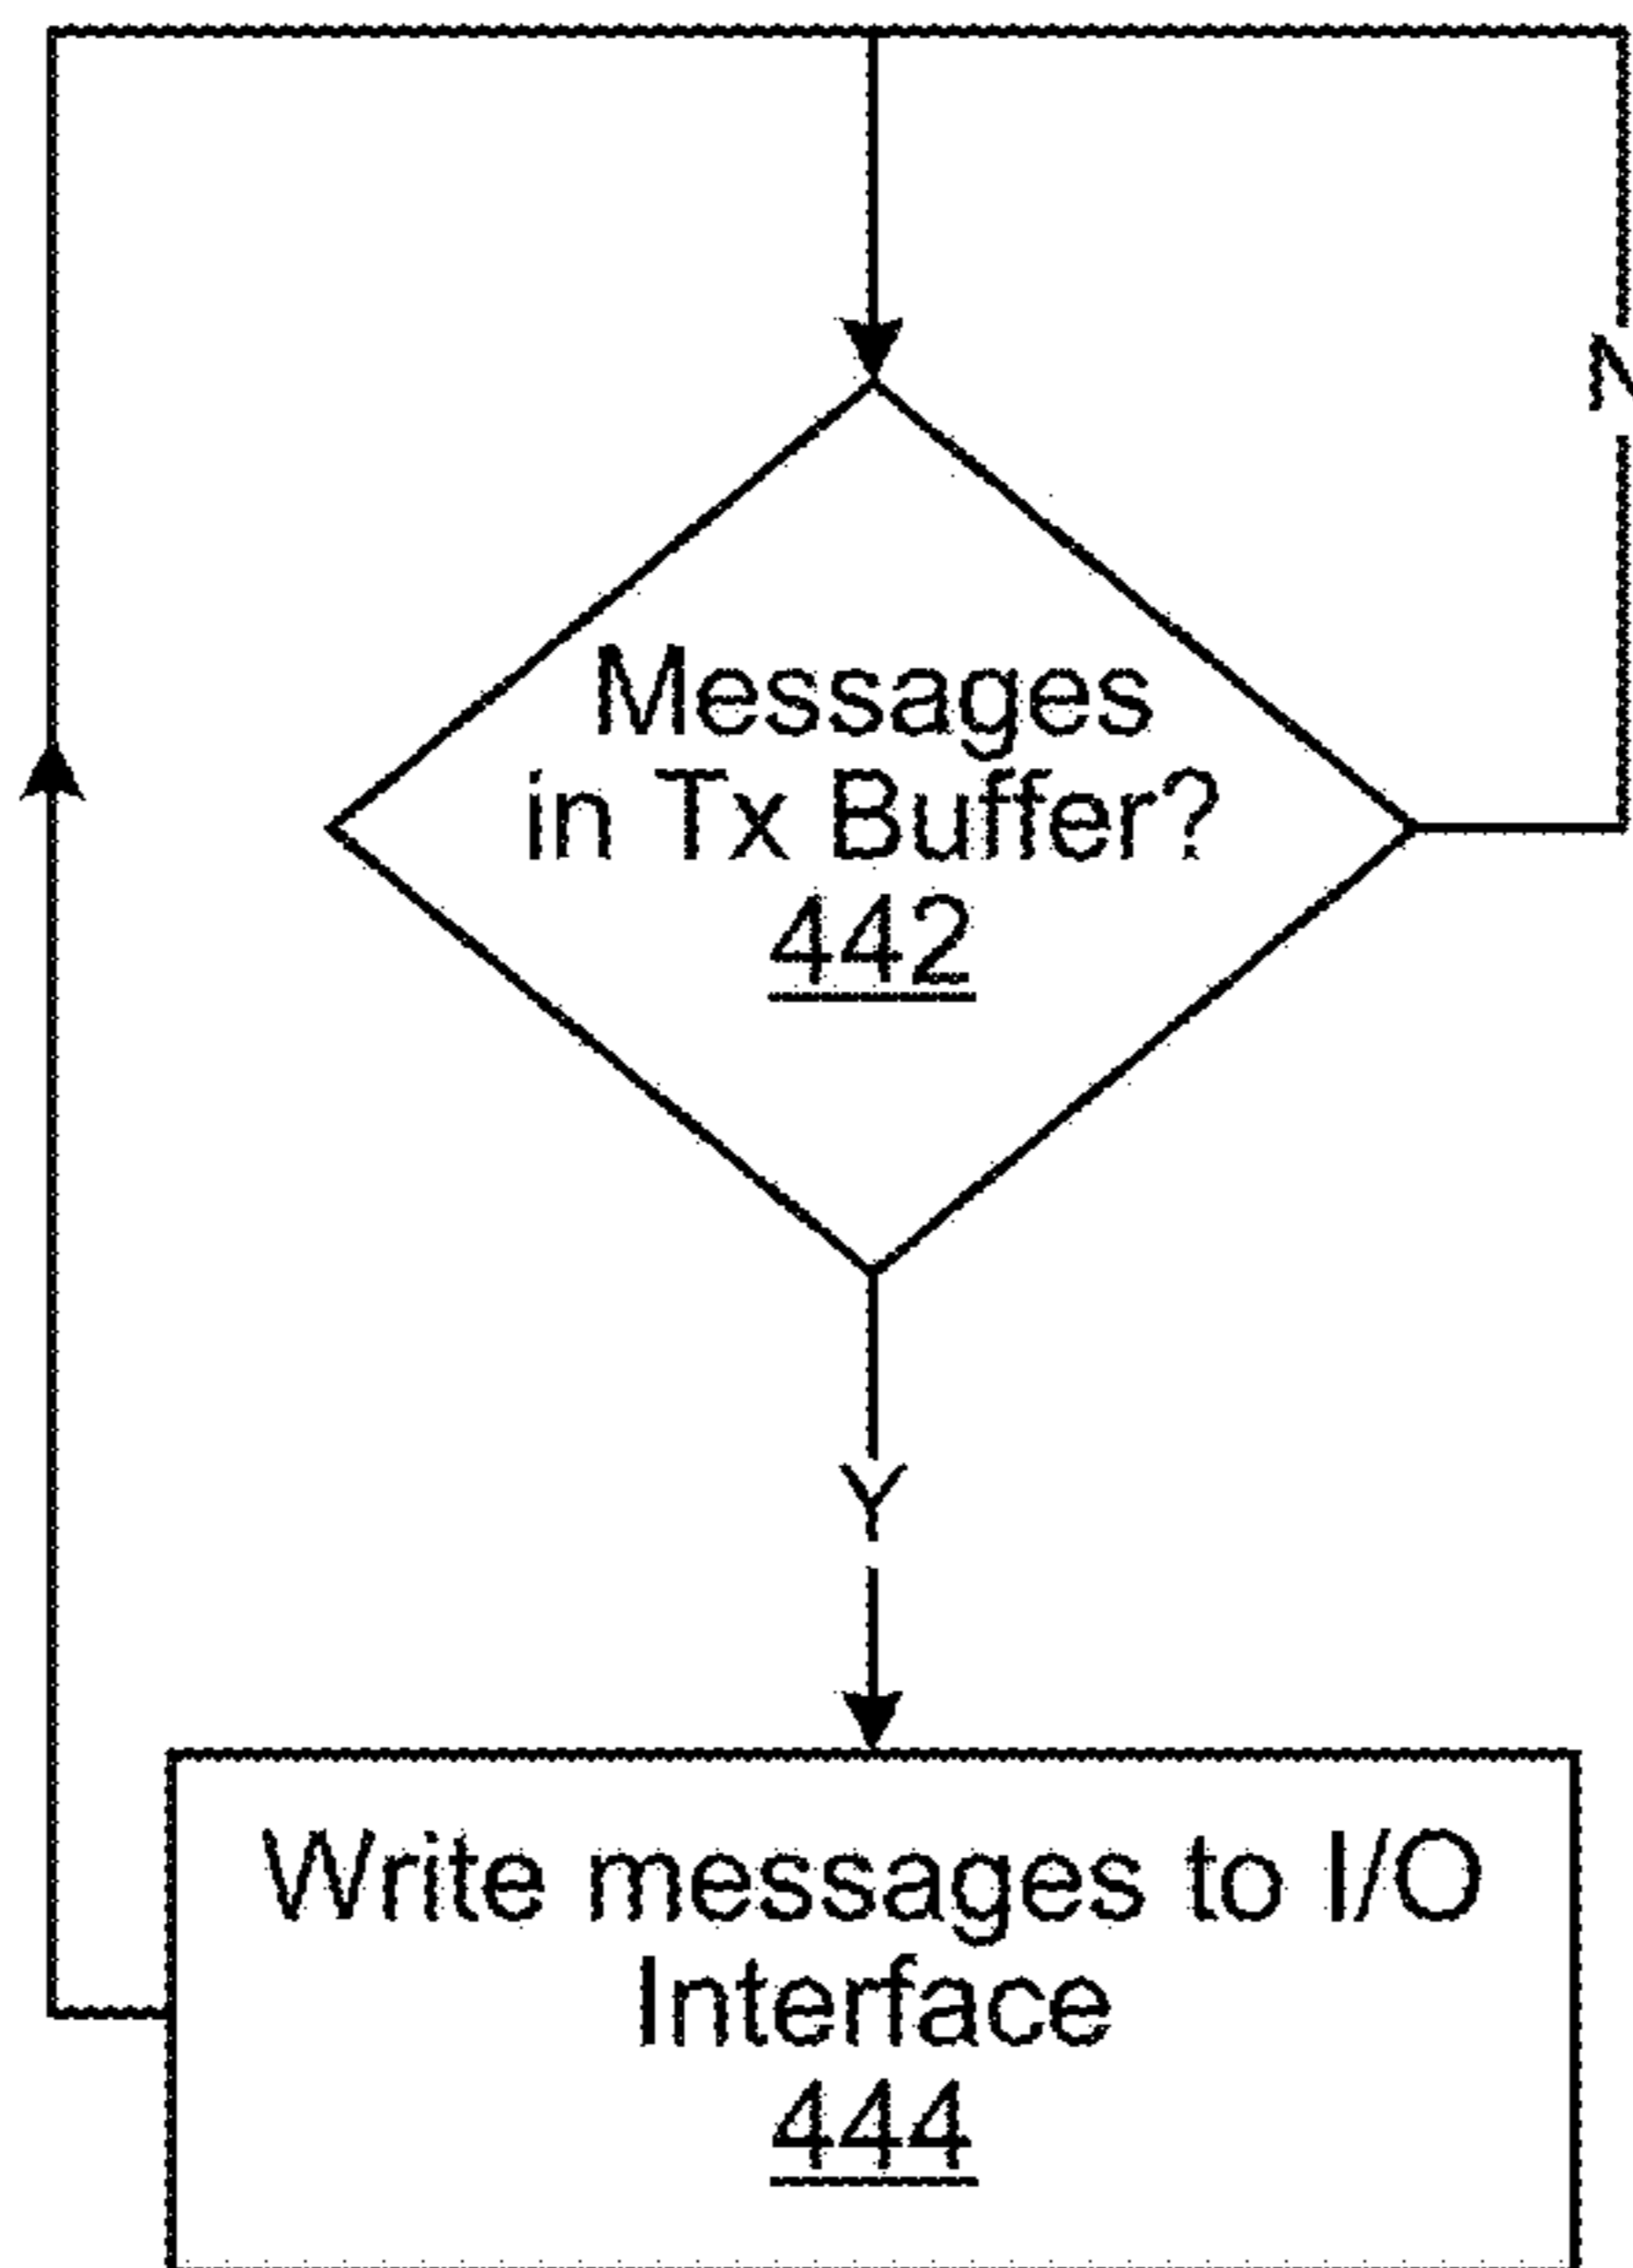 N
Messages
in Tx Buffer?
442
Y
Write messages to I/O
Interface
444